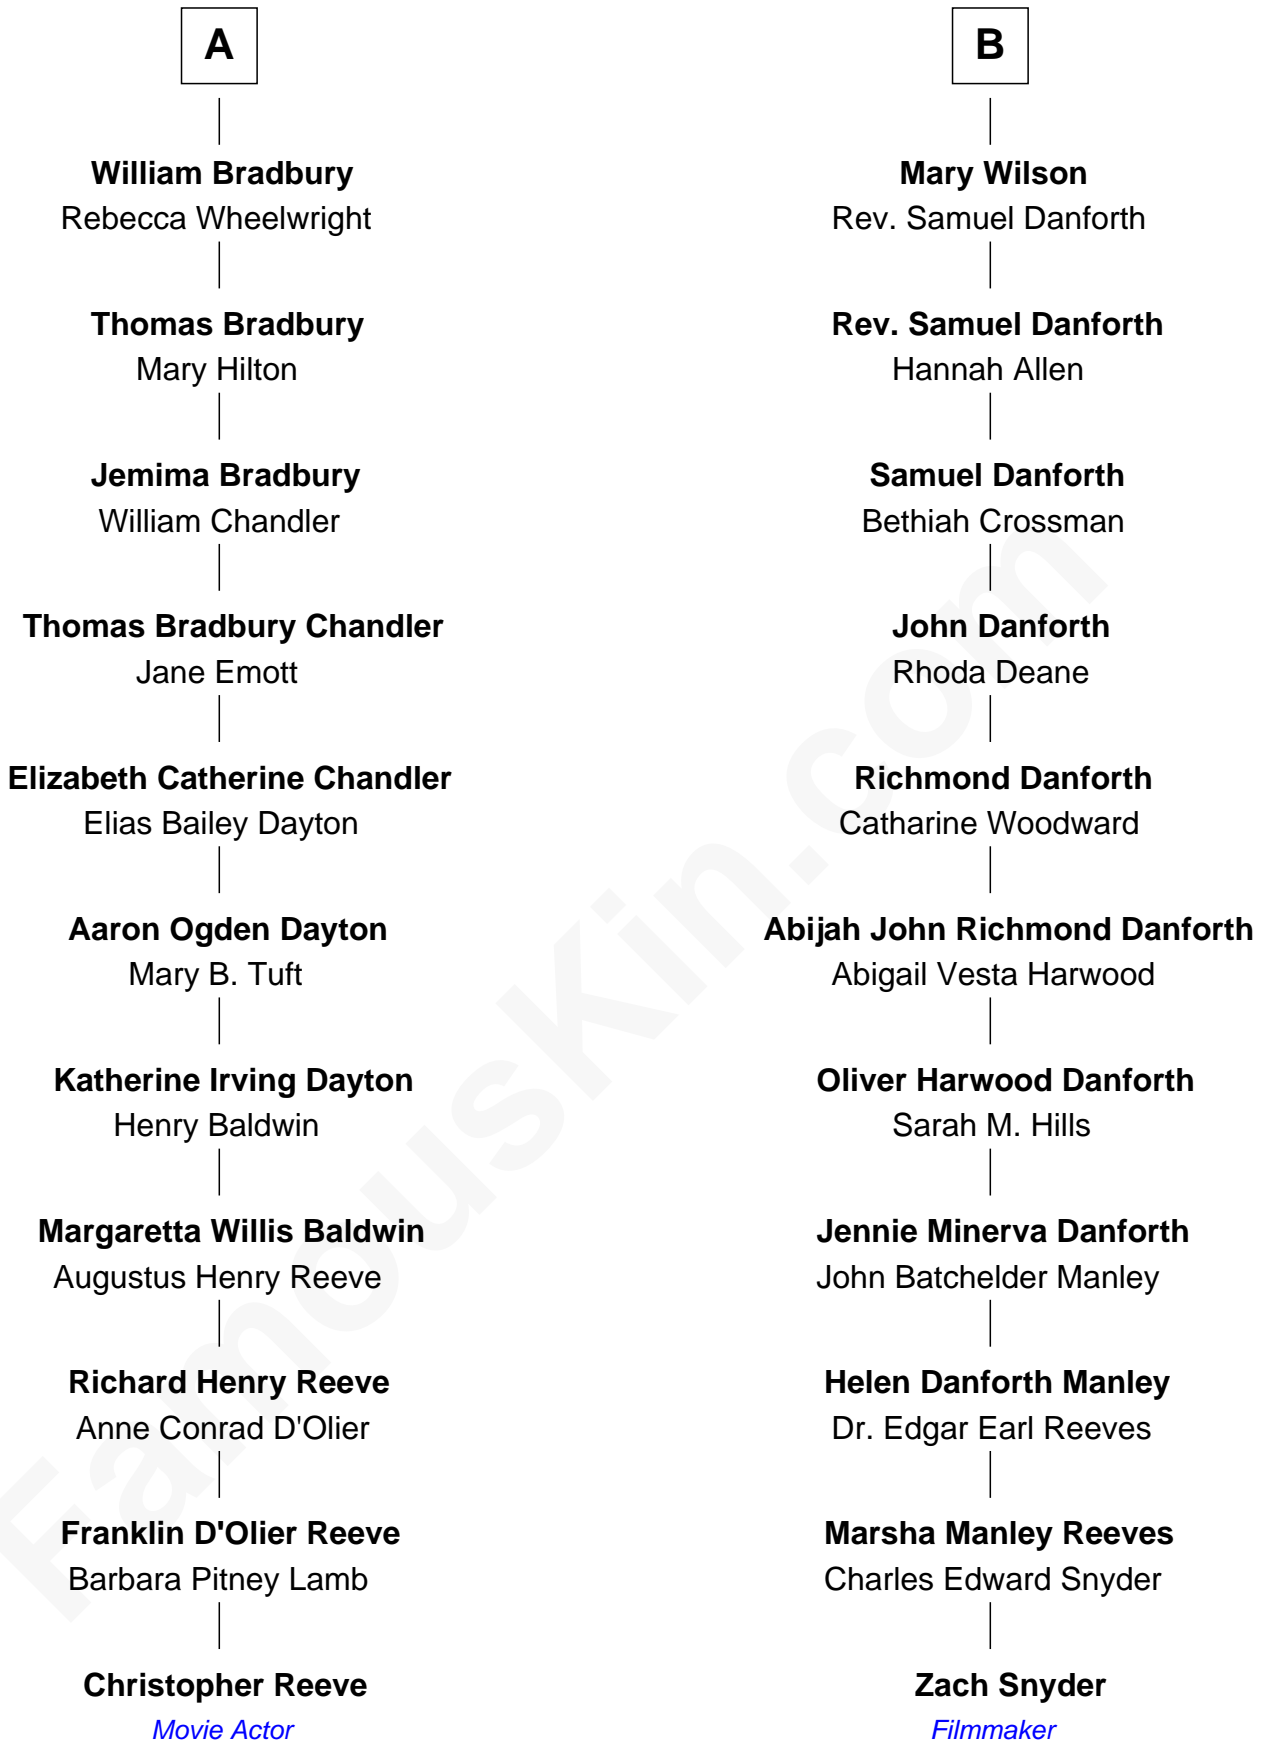 A
William Bradbury
Rebecca Wheelwright
Thomas Bradbury
Mary Hilton
Jemima Bradbury
William Chandler
Thomas Bradbury Chandler
Jane Emott
Elizabeth Catherine Chandler
Elias Bailey Dayton
Aaron Ogden Dayton
Mary B. Tuft
Katherine Irving Dayton
Henry Baldwin
Margaretta Willis Baldwin
Augustus Henry Reeve
Richard Henry Reeve
Anne Conrad D'Olier
Franklin D'Olier Reeve
Barbara Pitney Lamb
Christopher Reeve
Movie Actor
B
Mary Wilson
Rev. Samuel Danforth
Rev. Samuel Danforth
Hannah Allen
Samuel Danforth
Bethiah Crossman
John Danforth
Rhoda Deane
Richmond Danforth
Catharine Woodward
Abijah John Richmond Danforth
Abigail Vesta Harwood
Oliver Harwood Danforth
Sarah M. Hills
Jennie Minerva Danforth
John Batchelder Manley
Helen Danforth Manley
Dr. Edgar Earl Reeves
Marsha Manley Reeves
Charles Edward Snyder
Zach Snyder
Filmmaker
FamousKin.com